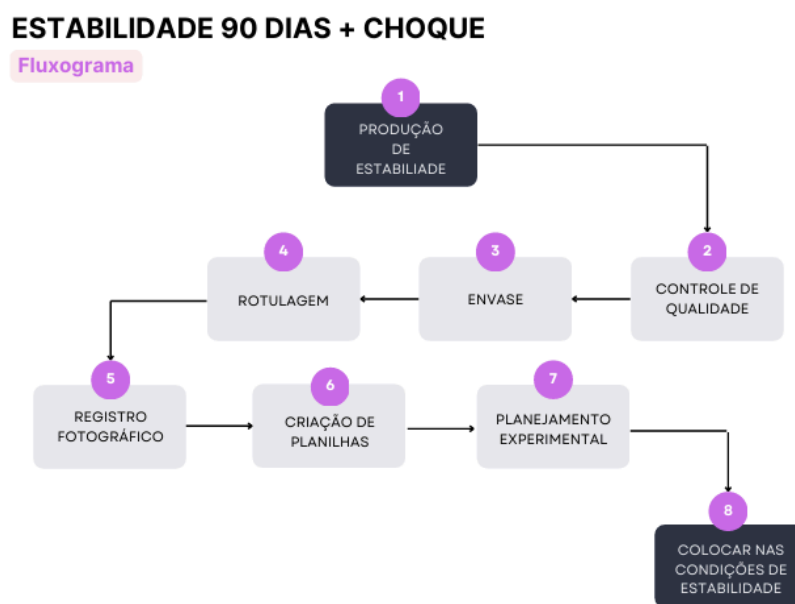 ESTABILIDADE 90 DIAS + CHOQUE
Fluxograma
1
PRODUÇÃO
DE
ESTABILIADE
2
CONTROLE DE
QUALIDADE
3
ENVASE
4
ROTULAGEM
5
REGISTRO
FOTOGRÁFICO
6
CRIAÇÃO DE
PLANILHAS
7
PLANEJAMENTO
EXPERIMENTAL
8
COLOCAR NAS
CONDIÇÕES DE
ESTABILIDADE